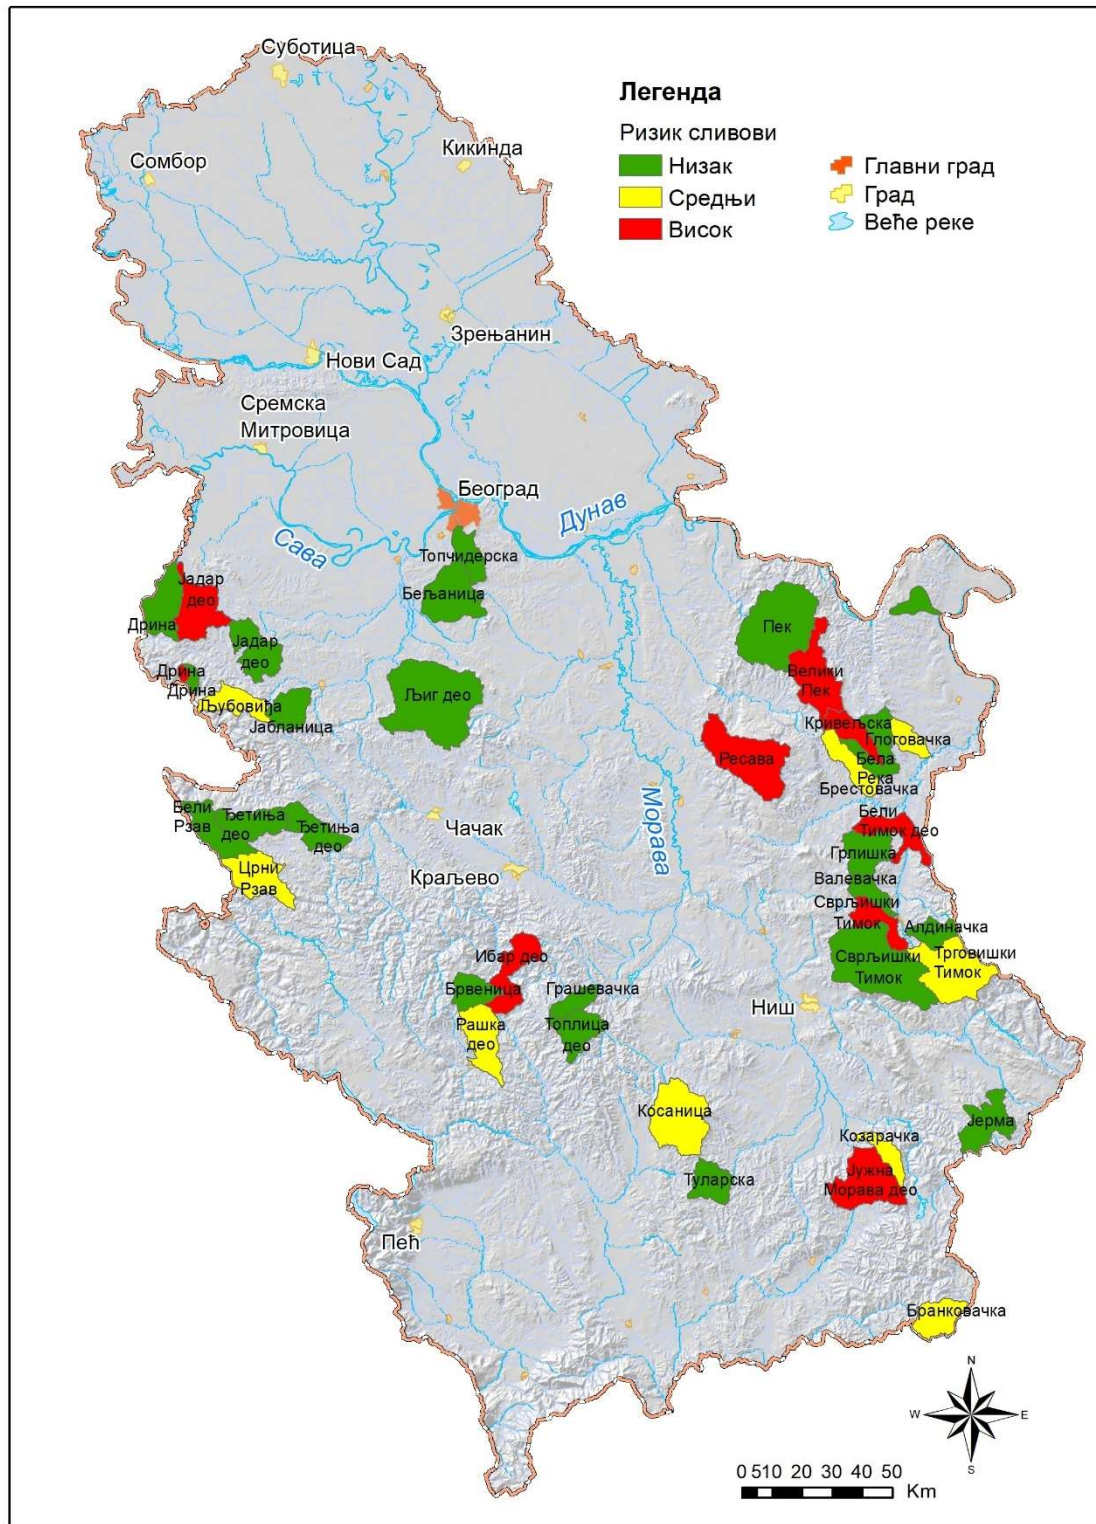 Суботица
Сомбор
Кикинда
Легенда
Ризик сливови
Низак
Средњи
Висок
Главни град
Град
Веће реке
Зрењанин
Нови Сад
Сремска
Митровица
Београд
Дунав
Сава
Топчидерска
Бељаница
Јадар
део
Дрина
Јадар
део
Дрина
Дрина
Љубовиђа
Јабланица
Љиг део
Пек
Велики
Пек
Кривељска
Глоговачка
Бела
Река
Брестовачка
Ресава
Морава
Бели
Тимок део
Грлишка
Валевачка
Сврљишки
Тимок
Алдиначка
Сврљишки
Тимок
Трговишки
Тимок
Бели
Рзав
Ђетиња
део
Ђетиња
део
Црни
Рзав
Чачак
Краљево
Ибар део
Брвеница
Рашка
део
Грашевачка
Топлица
део
Ниш
Косаница
Туларска
Јерма
Козарачка
Јужна
Морава део
Пећ
Бранковачка
N
W
E
S
0 510 20 30 40 50
Km